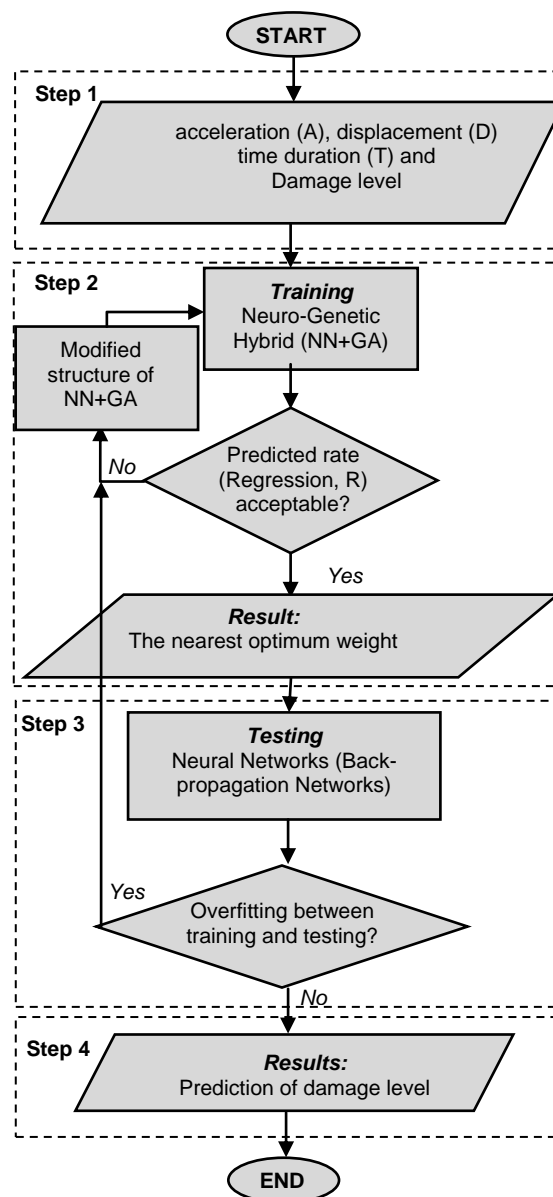 START
Step 1
acceleration (A), displacement (D)
time duration (T) and
Damage level
Step 2
Training
Neuro-Genetic
Hybrid (NN+GA)
Modified
structure of
NN+GA
No
Predicted rate
(Regression, R)
acceptable?
Yes
Result:
The nearest optimum weight
Step 3
Testing
Neural Networks (Back-
propagation Networks)
Yes
Overfitting between
training and testing?
No
Step 4
Results:
Prediction of damage level
END